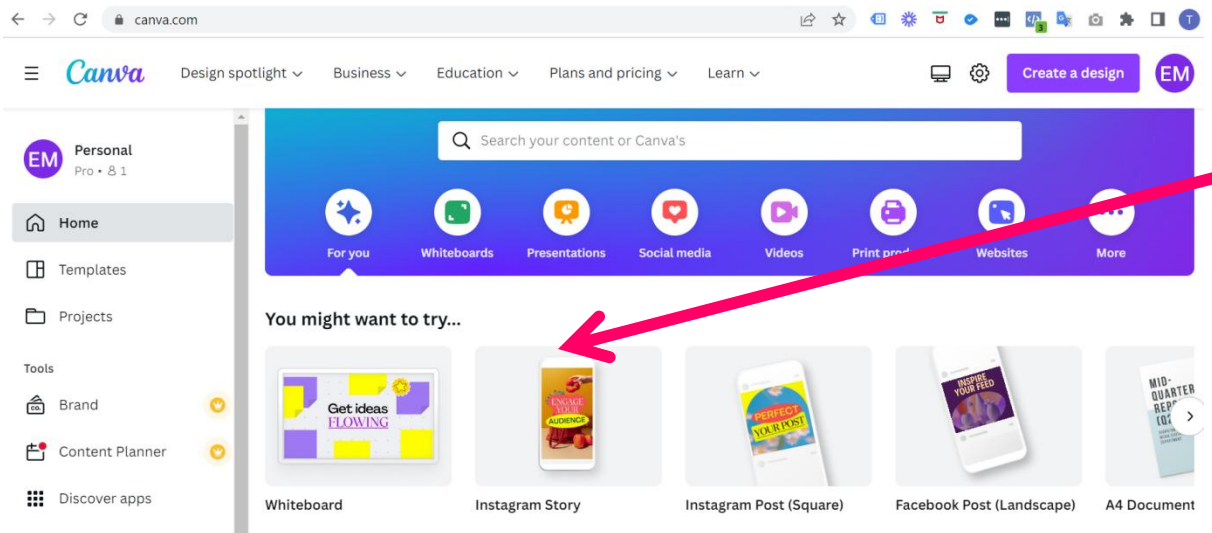 canva.com
3
T
Canva
Design spotlight
Business
Education
Plans and pricing
Learn
Create a design
EM
EM
Personal
Pro • 1
Search your content or Canva's
Home
Templates
Projects
Tools
CO.
Brand
Content Planner
Discover apps
For you
Whiteboards
Presentations
Social media
Videos
Print
Websites
More
You might want to try...
Get ideas
FLOWING
ENGAGE
YOUR
AUDIENCE
PERFECT
YOUR POST
INSPIRE
YOUR FEED
MID-
QUARTER
Whiteboard
Instagram Story
Instagram Post (Square)
Facebook Post (Landscape)
A4 Document